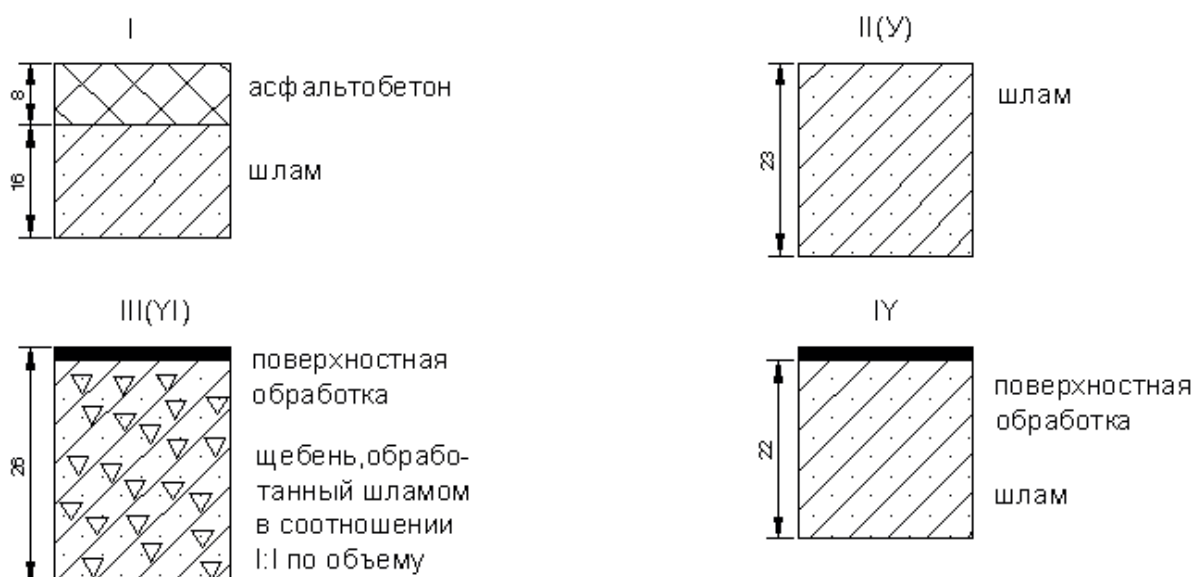 I
8
асфальтобетон
16
шлам
II(У)
23
шлам
III(YI)
26
поверхностная
обработка
щебень,обрабо-
танный шламом
в соотношении
I:I по объему
IY
22
поверхностная
обработка
шлам